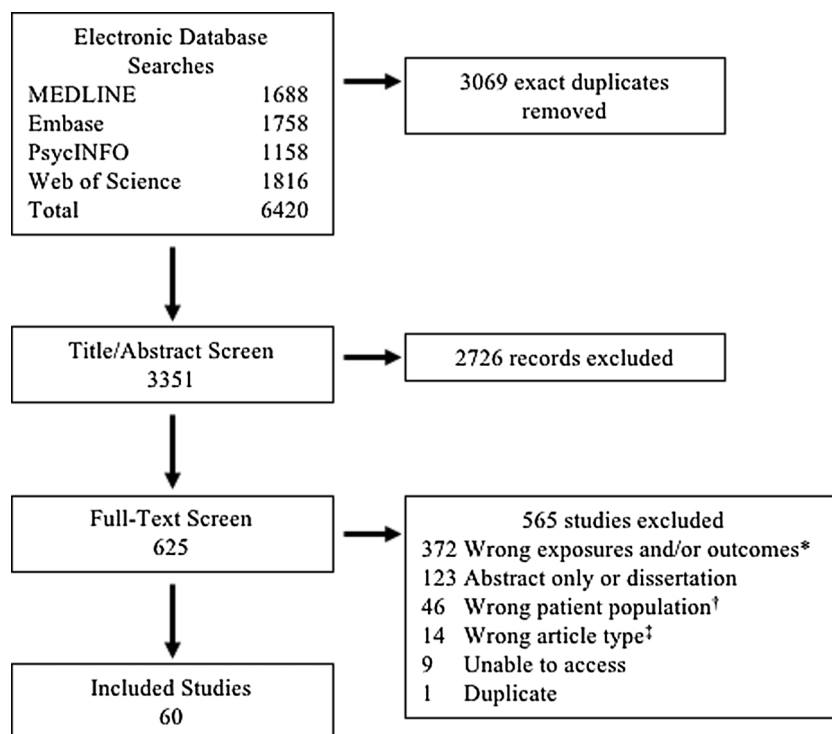 Electronic Database
Searches
MEDLINE 1688
Embase 1758
PsycINFO 1158
Web of Science 1816
Total 6420
3069 exact duplicates
removed
Title/Abstract Screen
3351
2726 records excluded
Full-Text Screen
625
565 studies excluded
372 Wrong exposures and/or outcomes*
123 Abstract only or dissertation
46 Wrong patient population†
14 Wrong article type‡
9 Unable to access
1 Duplicate
Included Studies
60